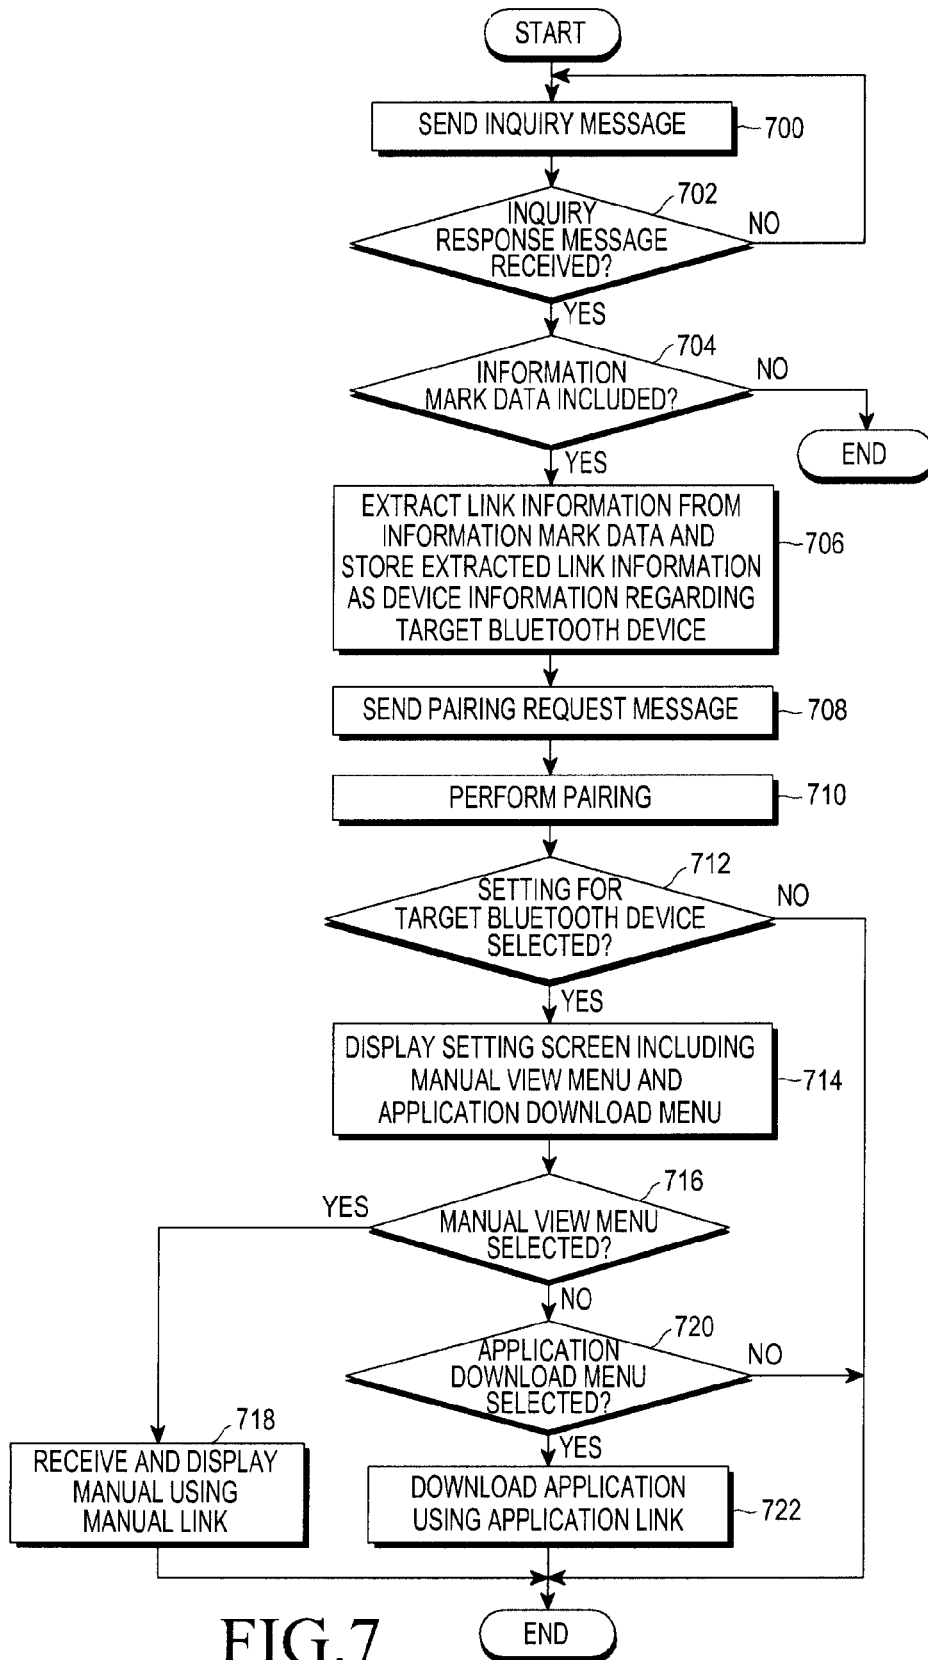 START
SEND INQUIRY MESSAGE
700
702
INQUIRY
RESPONSE MESSAGE
RECEIVED?
NO
YES
704
INFORMATION
MARK DATA INCLUDED?
NO
END
YES
EXTRACT LINK INFORMATION FROM
INFORMATION MARK DATA AND
STORE EXTRACTED LINK INFORMATION
AS DEVICE INFORMATION REGARDING
TARGET BLUETOOTH DEVICE
706
SEND PAIRING REQUEST MESSAGE
708
PERFORM PAIRING
710
712
SETTING FOR
TARGET BLUETOOTH DEVICE
SELECTED?
NO
YES
DISPLAY SETTING SCREEN INCLUDING
MANUAL VIEW MENU AND
APPLICATION DOWNLOAD MENU
714
716
YES
MANUAL VIEW MENU
SELECTED?
NO
720
APPLICATION
DOWNLOAD MENU
SELECTED?
NO
718
YES
RECEIVE AND DISPLAY
MANUAL USING
MANUAL LINK
DOWNLOAD APPLICATION
USING APPLICATION LINK
722
END
FIG.7